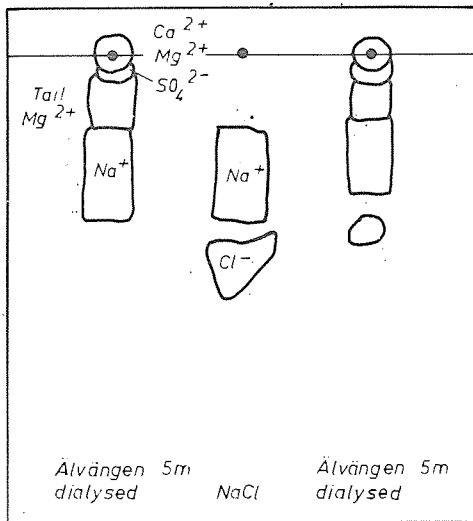 Ca 2+
Mg 2+
SO4 2-
Tail
Mg 2+
Na+
Na+
Cl-
Älvängen 5m
dialysed
NaCl
Älvängen 5m
dialysed